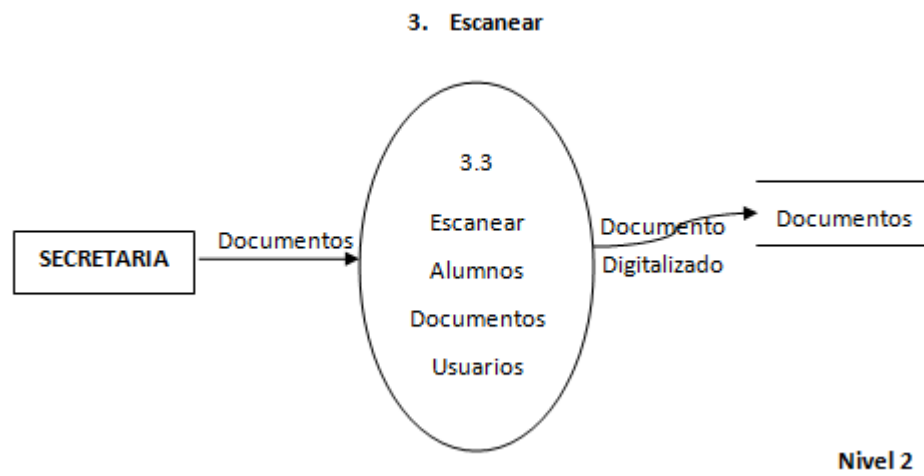 3. Escanear
3.3
Escanear
Alumnos
Documentos
Usuarios
SECRETARIA
Documentos
Documento
Digitalizado
Documentos
Nivel 2